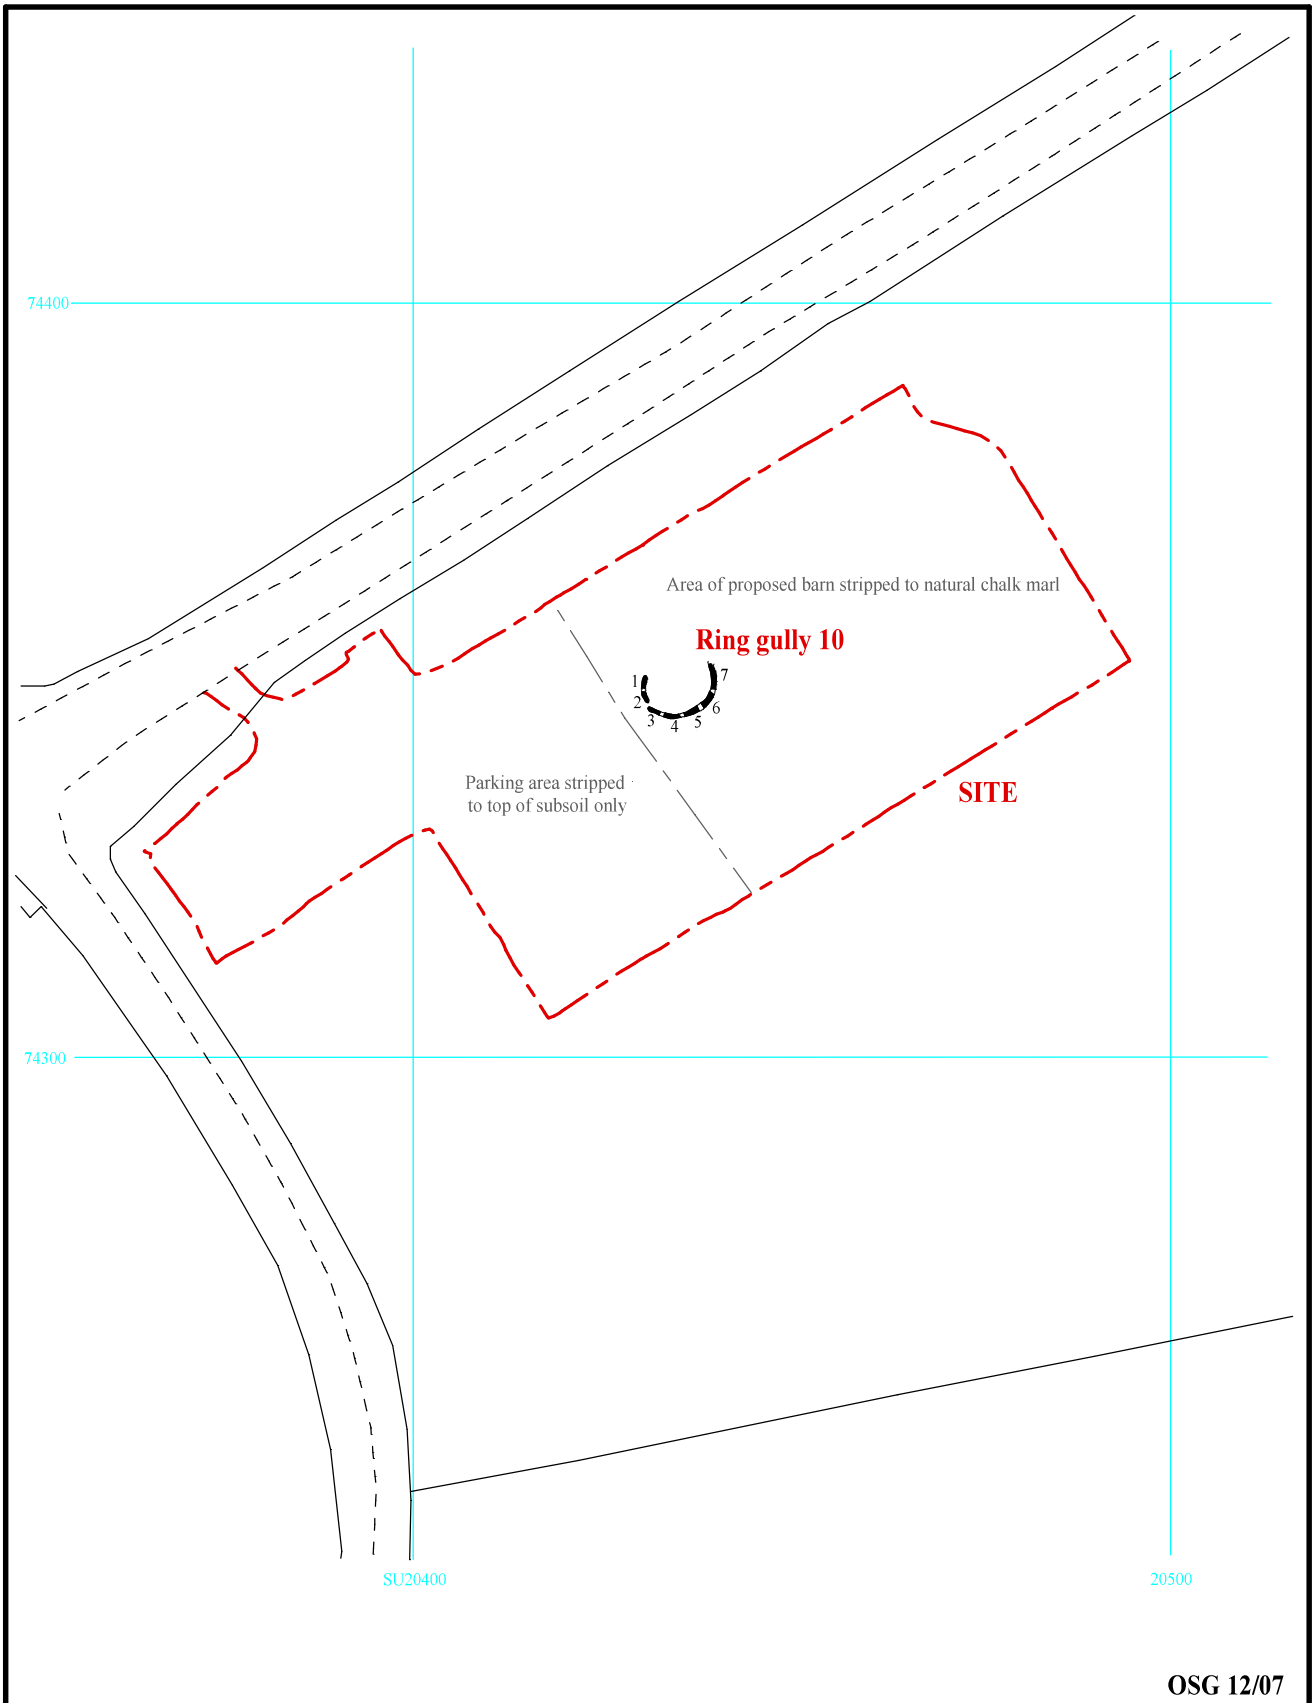 74400
Area of proposed barn stripped to natural chalk marl
Ring gully 10
1
2
3
4
5
6
7
Parking area stripped
to top of subsoil only
SITE
74300
SU20400
20500
OSG 12/07